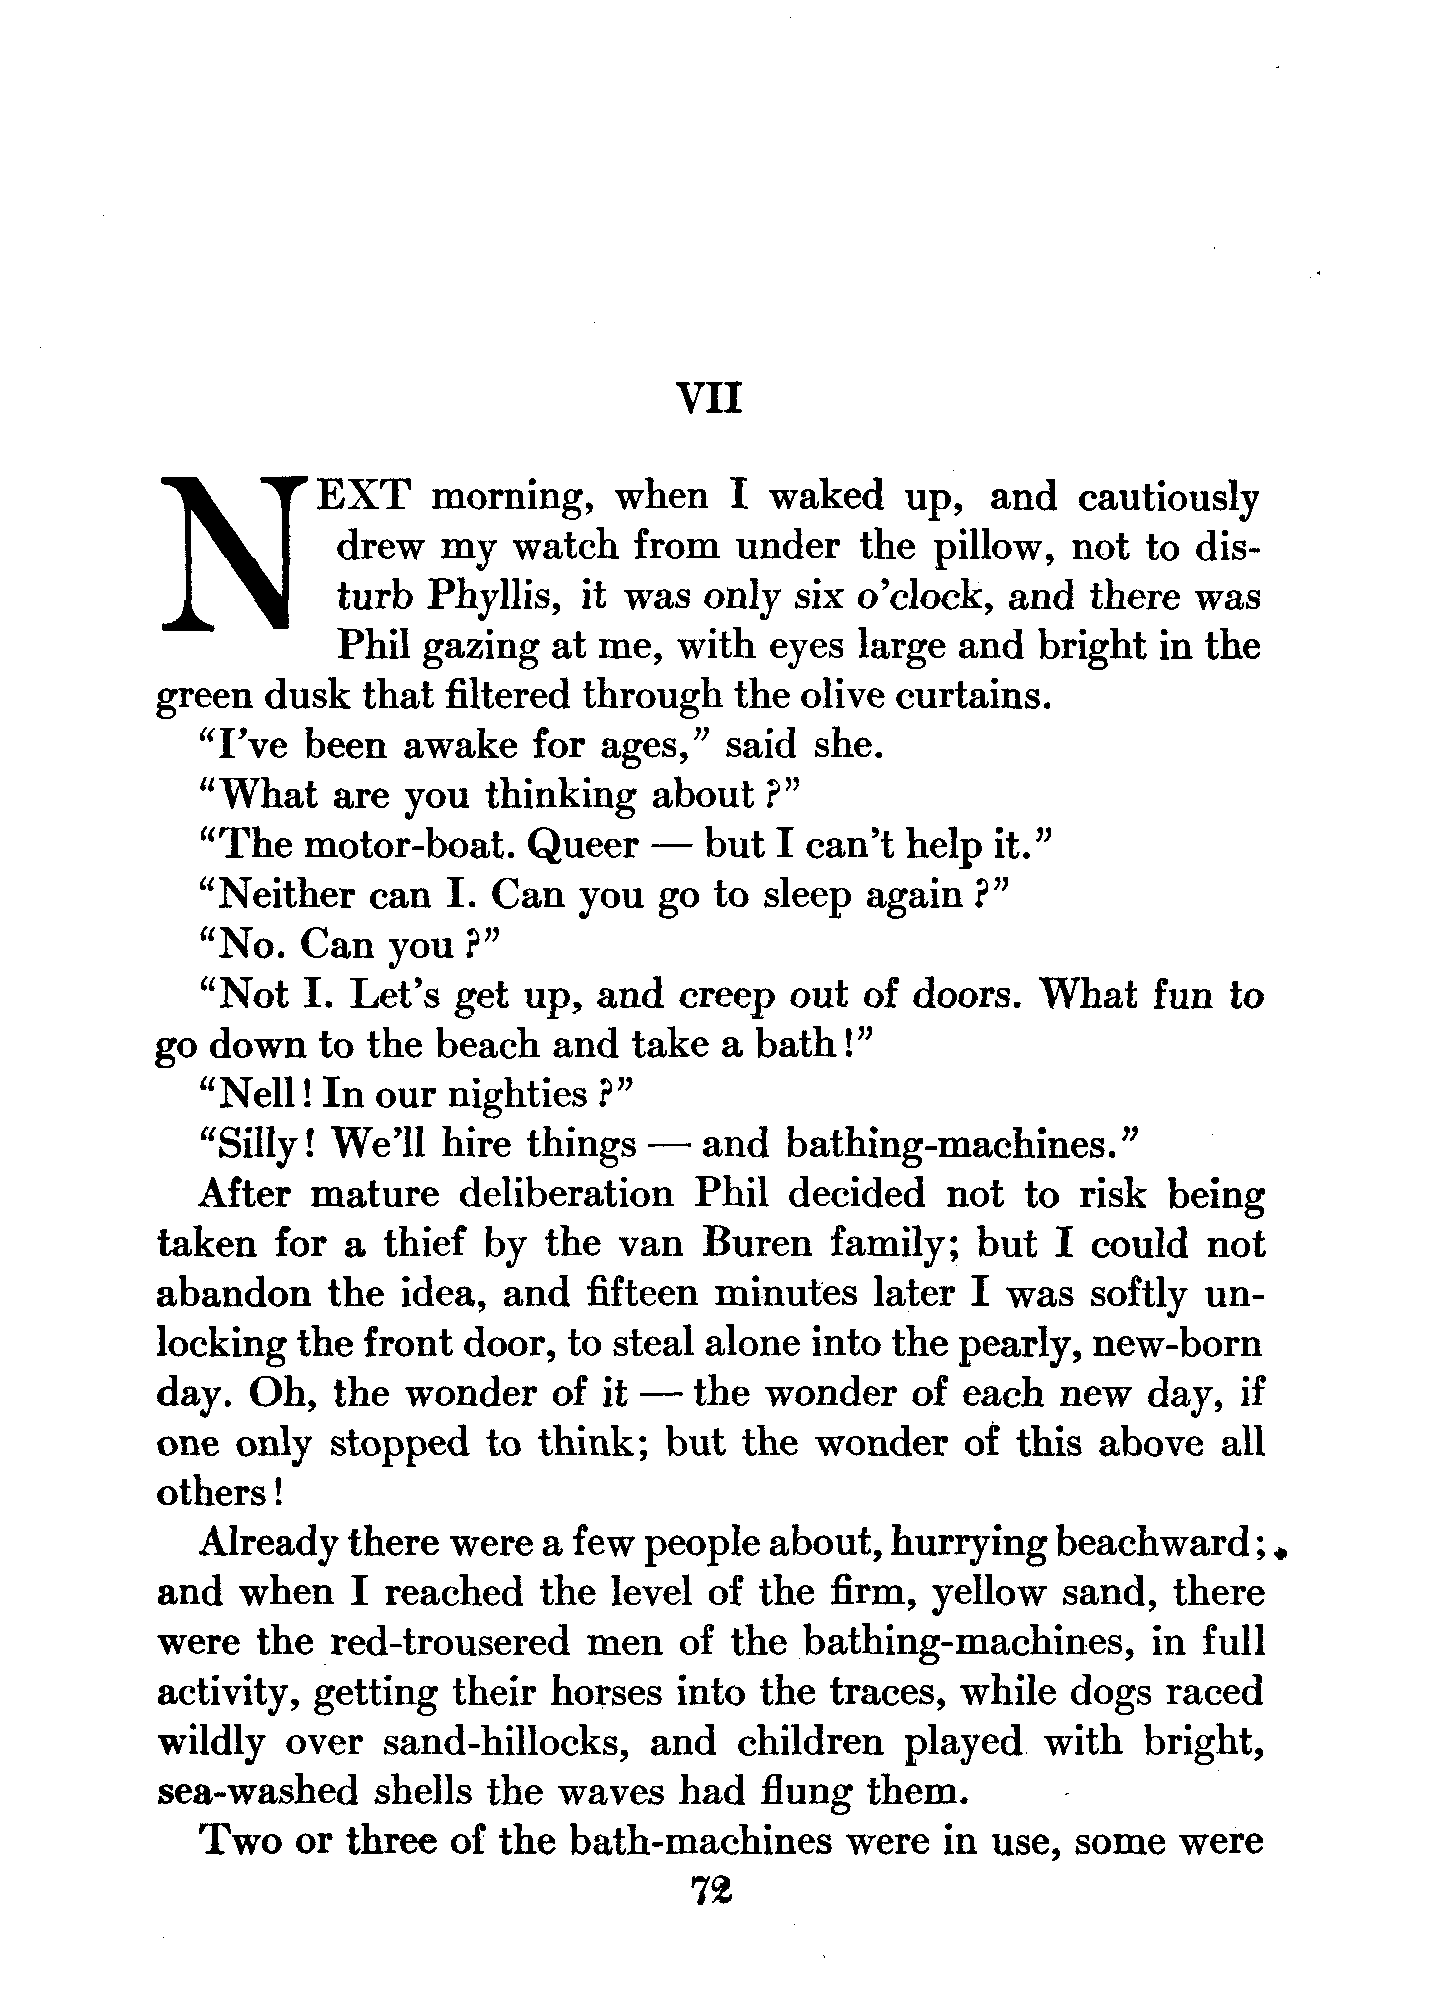 VII
NEXT morning, when I waked up, and cautiously
drew my watch from under the pillow, not to dis-
turb Phyllis, it was only six o'clock, and there was
Phil gazing at me, with eyes large and bright in the
green dusk that filtered through the olive curtains.
"I've been awake for ages," said she.
"What are you thinking about?"
"The motor-boat. Queer — but I can't help it."
"Neither can I. Can you go to sleep again?"
"No. Can you?"
"Not I. Let's get up, and creep out of doors. What fun to
go down to the beach and take a bath!"
"Nell! In our nighties?"
"Silly! We'll hire things — and bathing-machines."
After mature deliberation Phil decided not to risk being
taken for a thief by the van Buren family; but I could not
abandon the idea, and fifteen minutes later I was softly un-
locking the front door, to steal alone into the pearly, new-born
day. Oh, the wonder of it — the wonder of each new day, if
one only stopped to think; but the wonder of this above all
others!
Already there were a few people about, hurrying beachward;
and when I reached the level of the firm, yellow sand, there
were the red-trousered men of the bathing-machines, in full
activity, getting their horses into the traces, while dogs raced
wildly over sand-hillocks, and children played with bright,
sea-washed shells the waves had flung them.
Two or three of the bath-machines were in use, some were
72